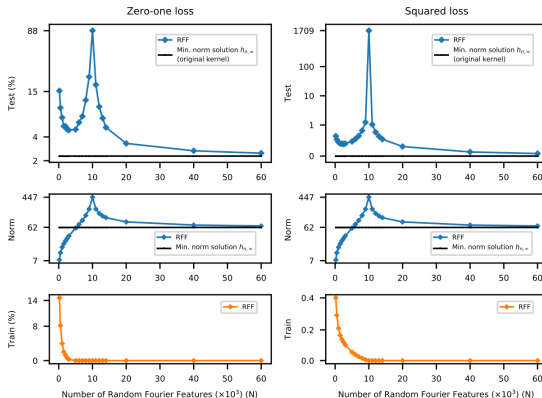 Zero-one loss
88
15
4
2
Test (%)
RFF
Min. norm solution hₙ,∞
(original kernel)
447
62
7
Norm
RFF
Min. norm solution hₙ,∞
14
8
0
Train (%)
RFF
0 10 20 30 40 50 60
Number of Random Fourier Features (×10³) (N)
Squared loss
1709
100
10
1
0
Test
RFF
Min. norm solution hₙ,∞
(original kernel)
447
62
7
Norm
RFF
Min. norm solution hₙ,∞
0.4
0.2
0.0
Train
RFF
0 10 20 30 40 50 60
Number of Random Fourier Features (×10³) (N)